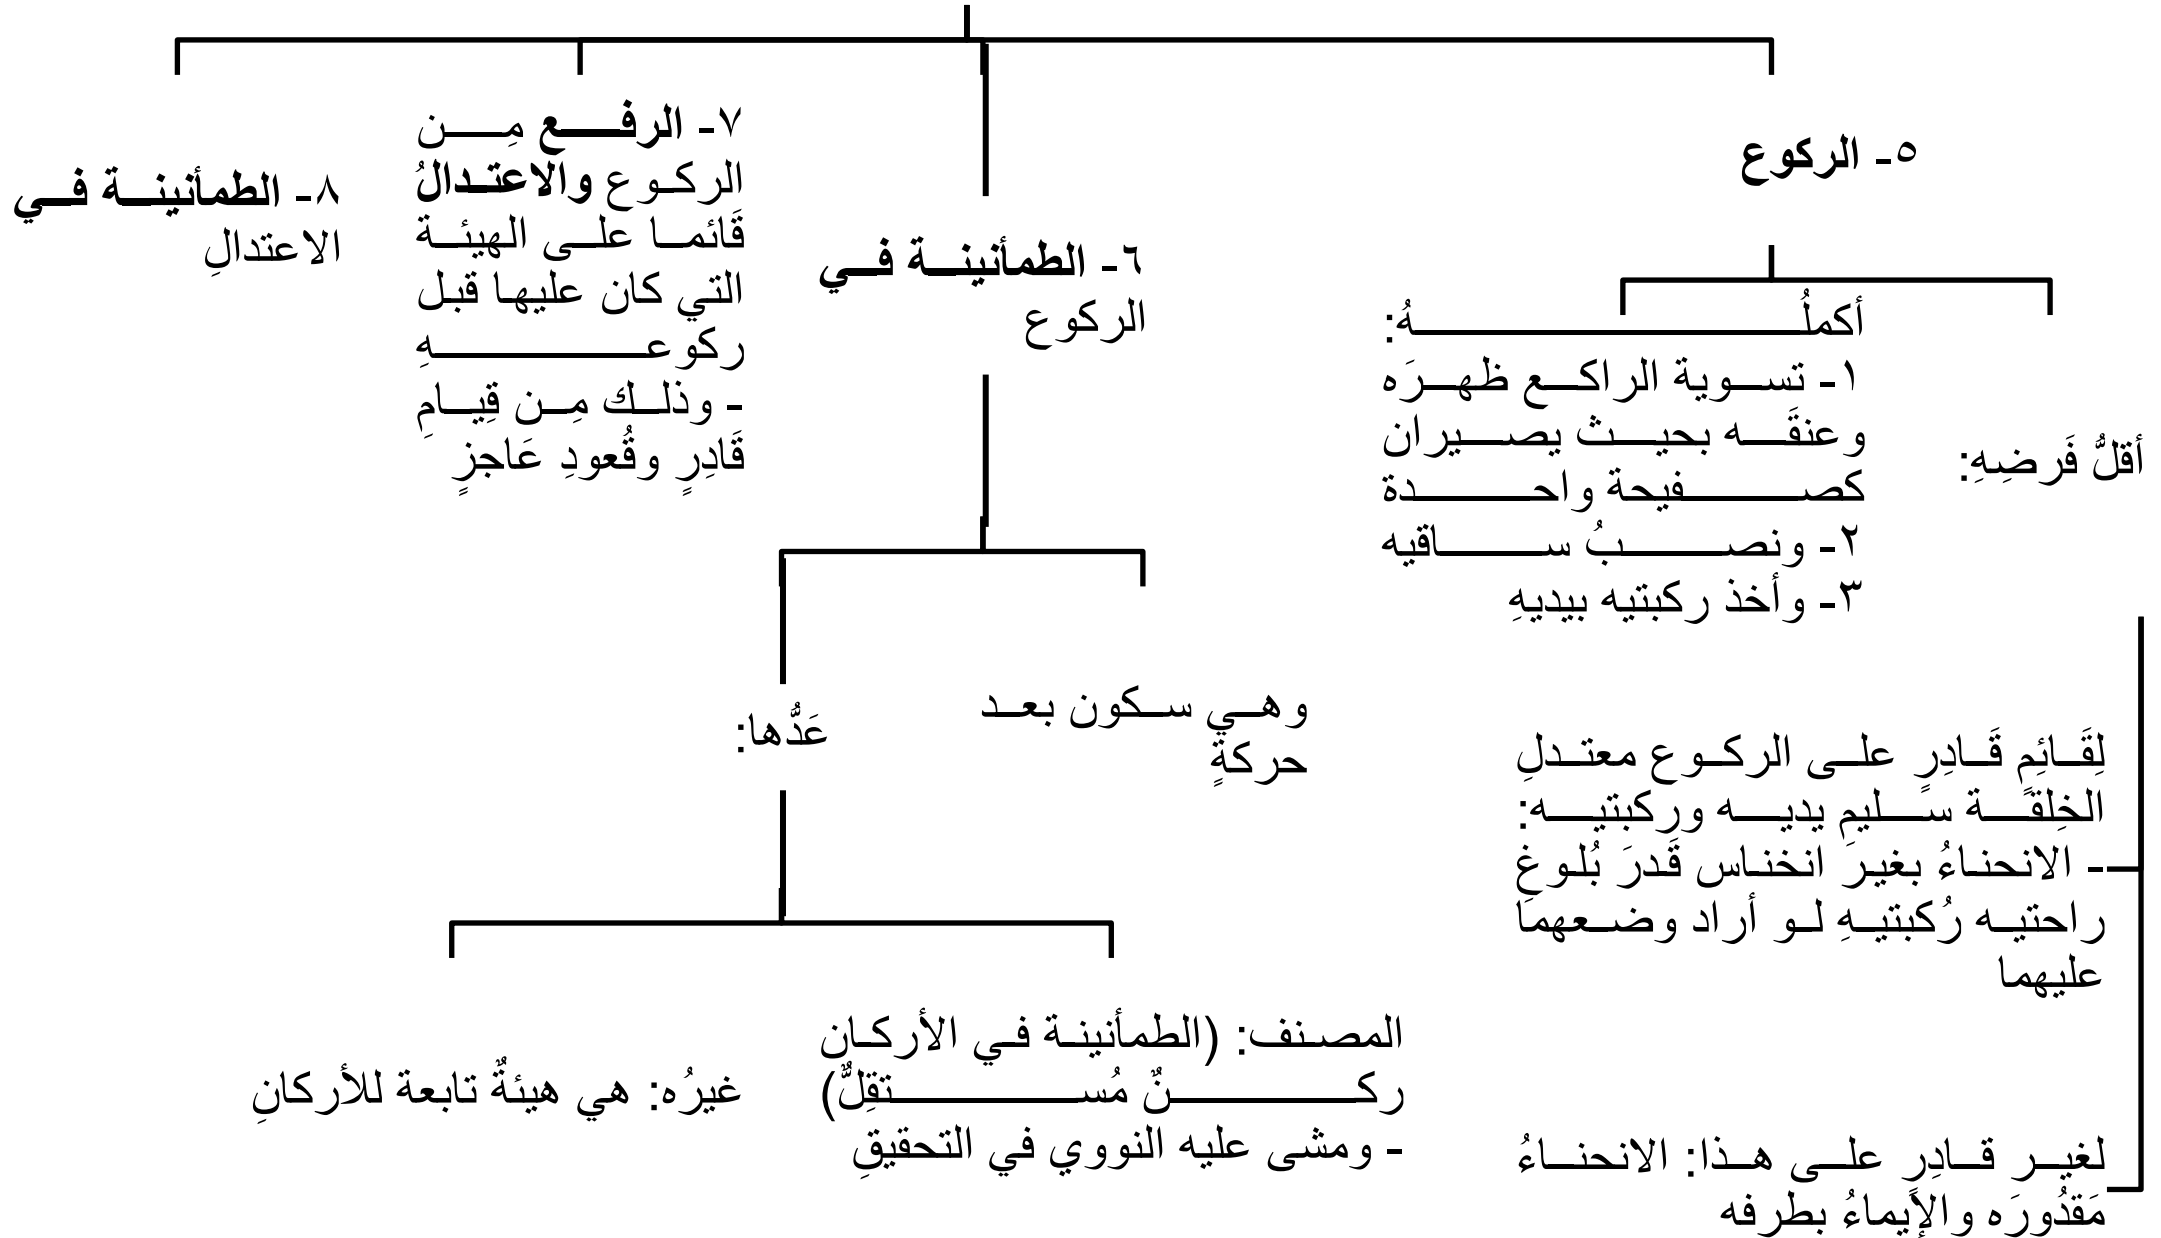 ٥- الركوع
أقلُّ فَرضِهِ:
لِقَائِمٍ قَادِرٍ على الركوع معتدلِ
الخِلقة سليمِ يديه وركبتيه:
- الانحناءُ بغيرَ انخناس قَدرَ بُلوغِ
راحتيه رُكبتيهِ لو أراد وضعهما
عليهما
لغير قادِرٍ على هذا: الانحناءُ
مَقدُورَه والإيماءُ بطرفه
أكملُهُ:
١- تسوية الراكع ظهرَه
وعنقَه بحيث يصيران
كصفيحة واحدة
٢- ونصبُ ساقيه
٣- وأخذ ركبتيه بيديهِ
٦- الطمأنينة في
الركوع
وهي سكون بعد
حركةٍ
عَدُّها:
المصنف: (الطمأنينة في الأركان
ركنٌ مُستقِلٌّ)
- ومشى عليه النووي في التحقيقِ
غيرُه: هي هيئةٌ تابعة للأركانِ
٧- الرفع مِن
الركوع والاعتدالُ
قَائما على الهيئة
التي كان عليها قبل
ركوعهِ
- وذلك مِن قِيامِ
قَادِرٍ وقُعودِ عَاجزٍ
٨- الطمأنينة في
الاعتدالِ